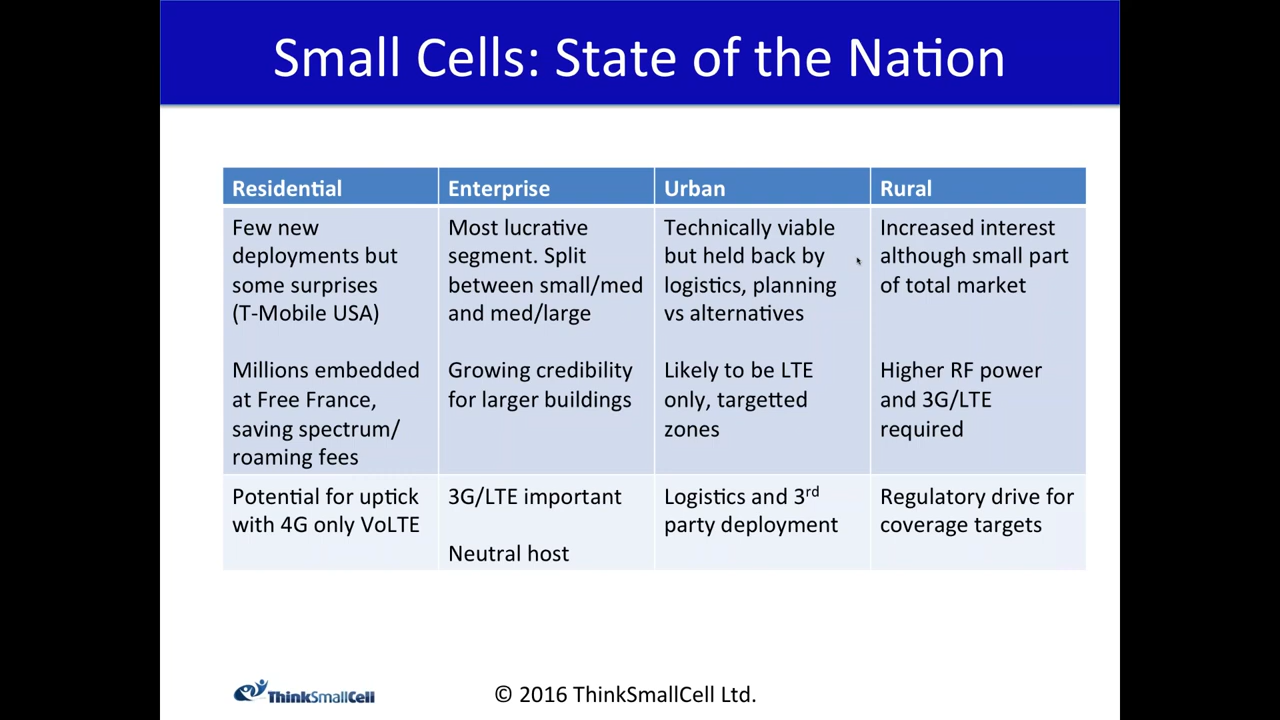 Small Cells: State of the Nation
Residential
Few new
deployments but
some surprises
(T-Mobile USA)
Millions embedded
at Free France,
saving spectrum/
roaming fees
Potential for uptick
with 4G only VoLTE
Enterprise
Most lucrative
segment. Split
between small/med
and med/large
Growing credibility
for larger buildings
3G/LTE important
Neutral host
Urban
Technically viable
but held back by
logistics, planning
vs alternatives
Likely to be LTE
only, targetted
zones
Logistics and 3rd
party deployment
Rural
Increased interest
although small part
of total market
Higher RF power
and 3G/LTE
required
Regulatory drive for
coverage targets
ThinkSmallCell
© 2016 ThinkSmallCell Ltd.